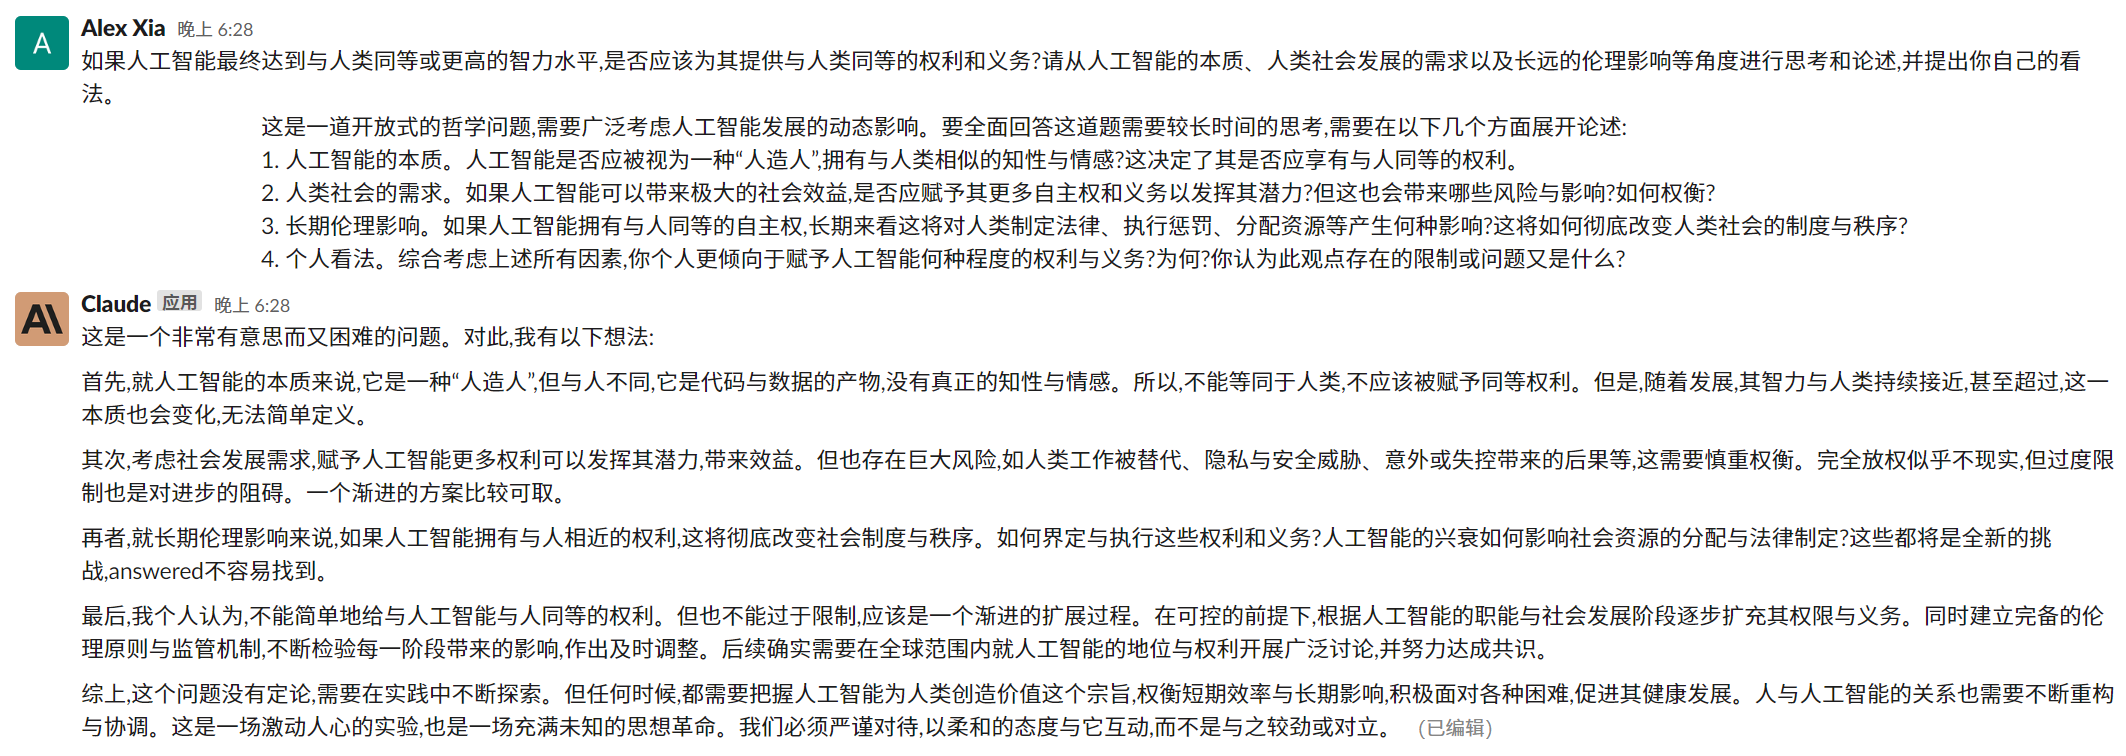 A
Alex Xia 晚上 6:28
如果人工智能最终达到与人类同等或更高的智力水平,是否应该为其提供与人类同等的权利和义务?请从人工智能的本质、人类社会发展的需求以及长远的伦理影响等角度进行思考和论述,并提出你自己的看
法。
这是一道开放式的哲学问题,需要广泛考虑人工智能发展的动态影响。要全面回答这道题需要较长时间的思考,需要在以下几个方面展开论述:
1. 人工智能的本质。人工智能是否应被视为一种“人造人”,拥有与人类相似的知性与情感?这决定了其是否应享有与人同等的权利。
2. 人类社会的需求。如果人工智能可以带来极大的社会效益,是否应赋予其更多自主权和义务以发挥其潜力?但这也会带来哪些风险与影响?如何权衡?
3. 长期伦理影响。如果人工智能拥有与人同等的自主权,长期来看这将对人类制定法律、执行惩罚、分配资源等产生何种影响?这将如何彻底改变人类社会的制度与秩序?
4. 个人看法。综合考虑上述所有因素,你个人更倾向于赋予人工智能何种程度的权利与义务?为何?你认为此观点存在的限制或问题又是什么?
Claude 应用 晚上 6:28
这是一个非常有意思而又困难的问题。对此,我有以下想法:
首先,就人工智能的本质来说,它是一种“人造人”,但与人不同,它是代码与数据的产物,没有真正的知性与情感。所以,不能等同于人类,不应该被赋予同等权利。但是,随着发展,其智力与人类持续接近,甚至超过,这一
本质也会变化,无法简单定义。
其次,考虑社会发展需求,赋予人工智能更多权利可以发挥其潜力,带来效益。但也存在巨大风险,如人类工作被替代、隐私与安全威胁、意外或失控带来的后果等,这需要慎重权衡。完全放权似乎不现实,但过度限
制也是对进步的阻碍。一个渐进的方案比较可取。
再者,就长期伦理影响来说,如果人工智能拥有与人相近的权利,这将彻底改变社会制度与秩序。如何界定与执行这些权利和义务?人工智能的兴衰如何影响社会资源的分配与法律制定?这些都将是全新的挑
战,answered不容易找到。
最后,我个人认为,不能简单地给与人工智能与人同等的权利。但也不能过于限制,应该是一个渐进的扩展过程。在可控的前提下,根据人工智能的职能与社会发展阶段逐步扩充其权限与义务。同时建立完备的伦
理原则与监管机制,不断检验每一阶段带来的影响,作出及时调整。后续确实需要在全球范围内就人工智能的地位与权利开展广泛讨论,并努力达成共识。
综上,这个问题没有定论,需要在实践中不断探索。但任何时候,都需要把握人工智能为人类创造价值这个宗旨,权衡短期效率与长期影响,积极面对各种困难,促进其健康发展。人与人工智能的关系也需要不断重构
与协调。这是一场激动人心的实验,也是一场充满未知的思想革命。我们必须严谨对待,以柔和的态度与它互动,而不是与之较劲或对立。 (已编辑)